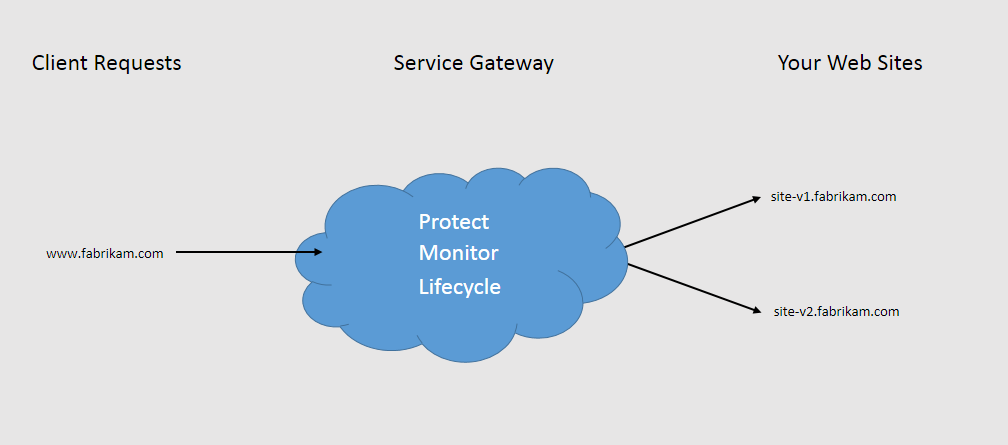 Client Requests
Service Gateway
Your Web Sites
Protect
Monitor
Lifecycle
www.fabrikam.com
site-v1.fabrikam.com
site-v2.fabrikam.com